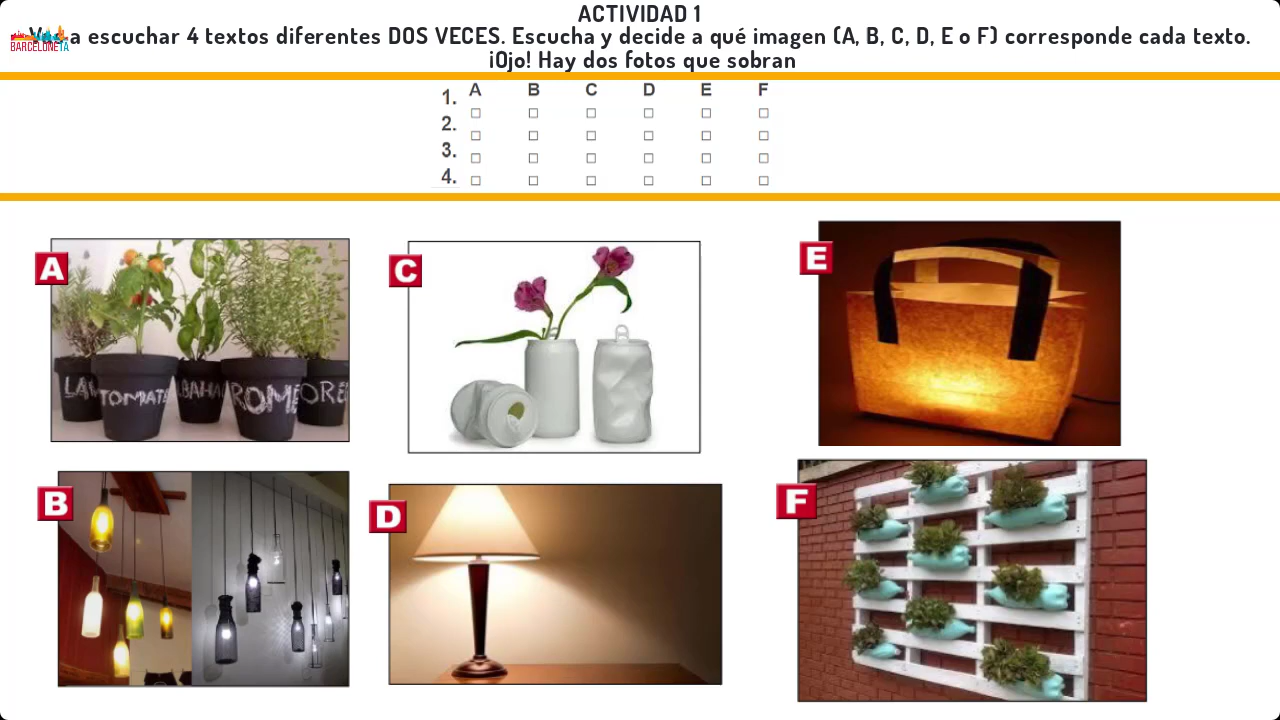 ACTIVIDAD 1
a escuchar 4 textos diferentes DOS VECES. Escucha y decide a qué imagen (A, B, C, D, E o F) corresponde cada texto.
BARCELONETA
¡Ojo! Hay dos fotos que sobran
A B C D E F
1.
2.
3.
4.
A
TOMATE
ROME
C
E
B
D
F